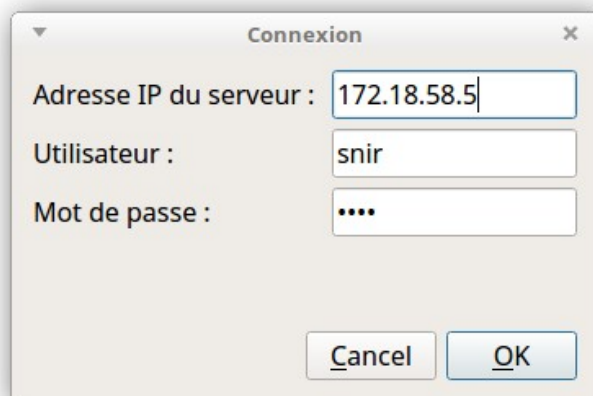 Connexion
Adresse IP du serveur : 172.18.58.5
Utilisateur : snir
Mot de passe : ••••
Cancel OK